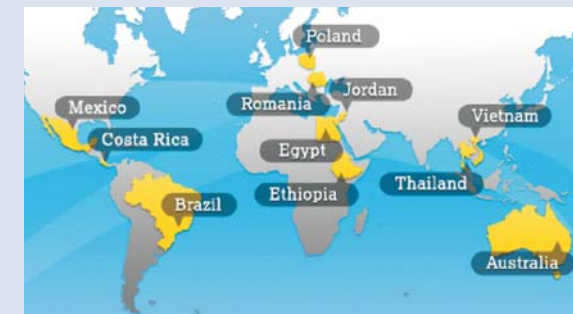 Poland
Jordan
Mexico
Romania
Vietnam
Costa Rica
Egypt
Thailand
Ethiopia
Brazil
Australia